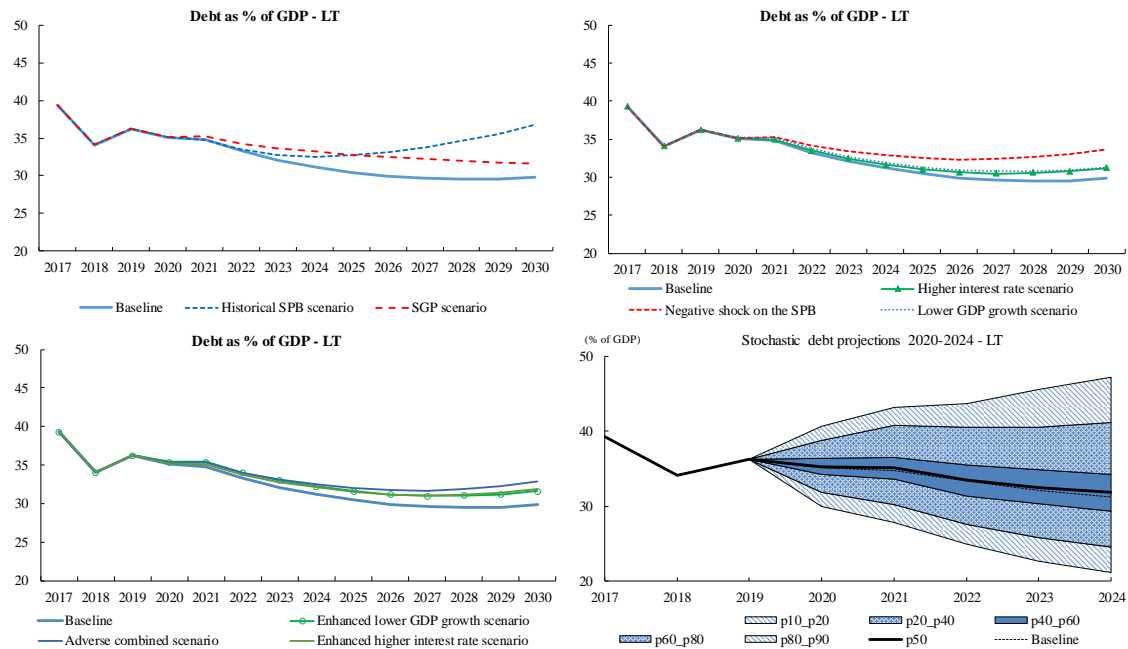 Debt as % of GDP - LT
50
45
40
35
30
25
20
2017 2018 2019 2020 2021 2022 2023 2024 2025 2026 2027 2028 2029 2030
Baseline Historical SPB scenario SGP scenario
Debt as % of GDP - LT
50
45
40
35
30
25
20
2017 2018 2019 2020 2021 2022 2023 2024 2025 2026 2027 2028 2029 2030
Baseline Higher interest rate scenario
Negative shock on the SPB Lower GDP growth scenario
Debt as % of GDP - LT
50
45
40
35
30
25
20
2017 2018 2019 2020 2021 2022 2023 2024 2025 2026 2027 2028 2029 2030
Baseline Enhanced lower GDP growth scenario
Adverse combined scenario Enhanced higher interest rate scenario
(% of GDP) Stochastic debt projections 2020-2024 - LT
50
40
30
20
2017 2018 2019 2020 2021 2022 2023 2024
p10_p20 p20_p40 p40_p60
p60_p80 p80_p90 p50 Baseline